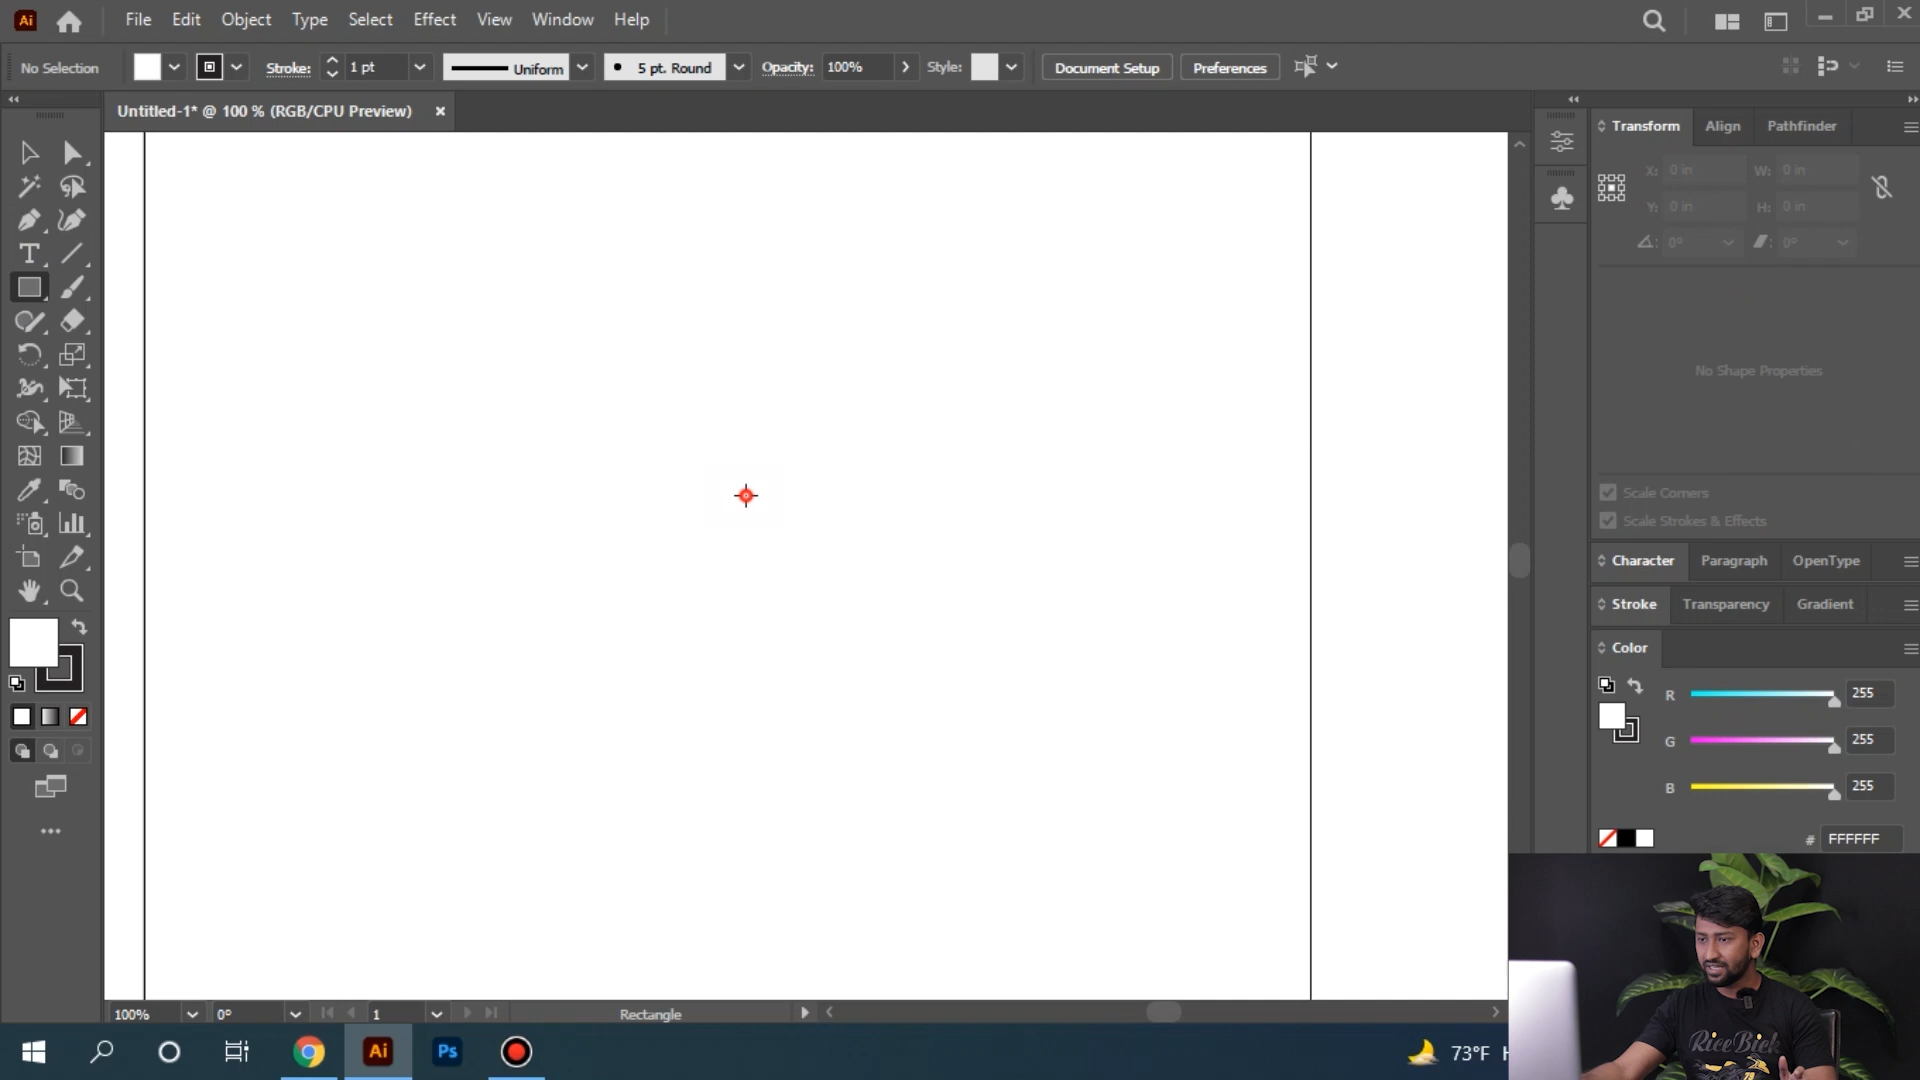 Ai File Edit Object Type Select Effect View Window Help
No Selection Stroke: 1 pt Uniform 5 pt. Round Opacity: 100% Style: Document Setup Preferences
Untitled-1* @ 100 % (RGB/CPU Preview)
Transform Align Pathfinder
X: 0 in W: 0 in
Y: 0 in H: 0 in
0° 0°
No Shape Properties
Scale Corners
Scale Strokes & Effects
Character Paragraph OpenType
Stroke Transparency Gradient
Color
R 255
G 255
B 255
# FFFFFF
100% 0° 1 Rectangle
Ai Ps 73°F H